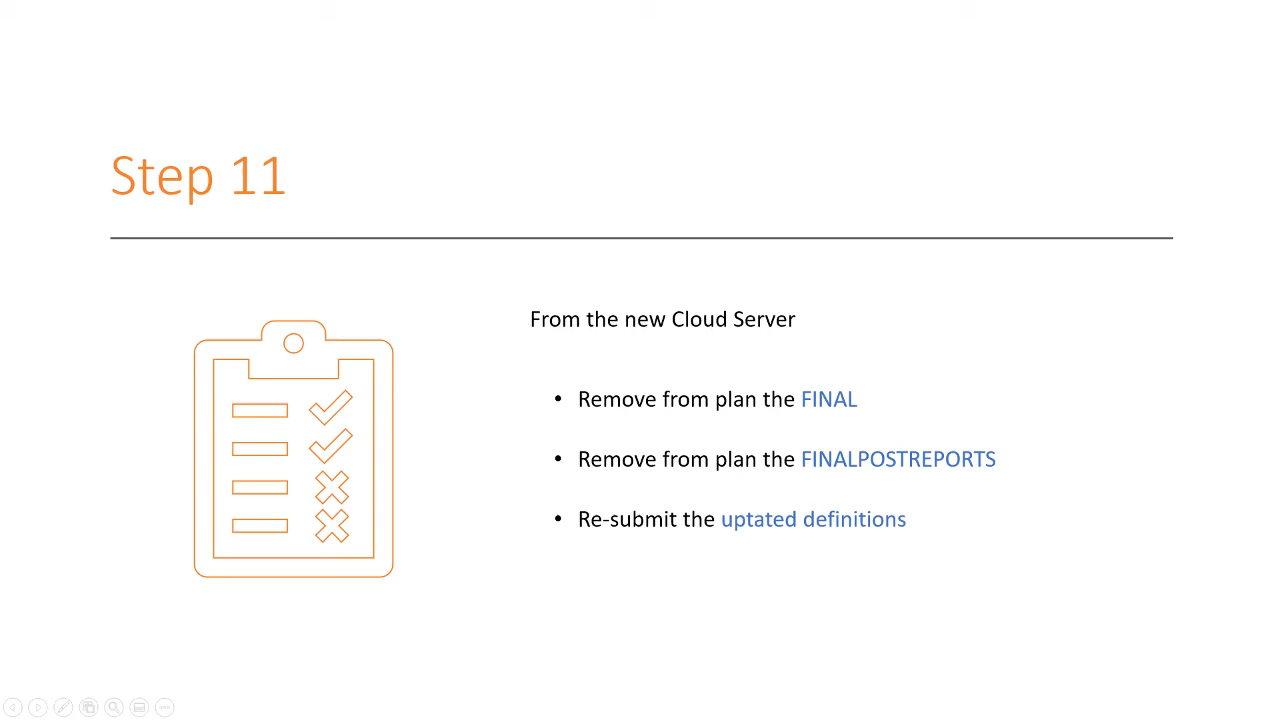 Step 11
From the new Cloud Server
• Remove from plan the FINAL
• Remove from plan the FINALPOSTREPORTS
• Re-submit the uptated definitions